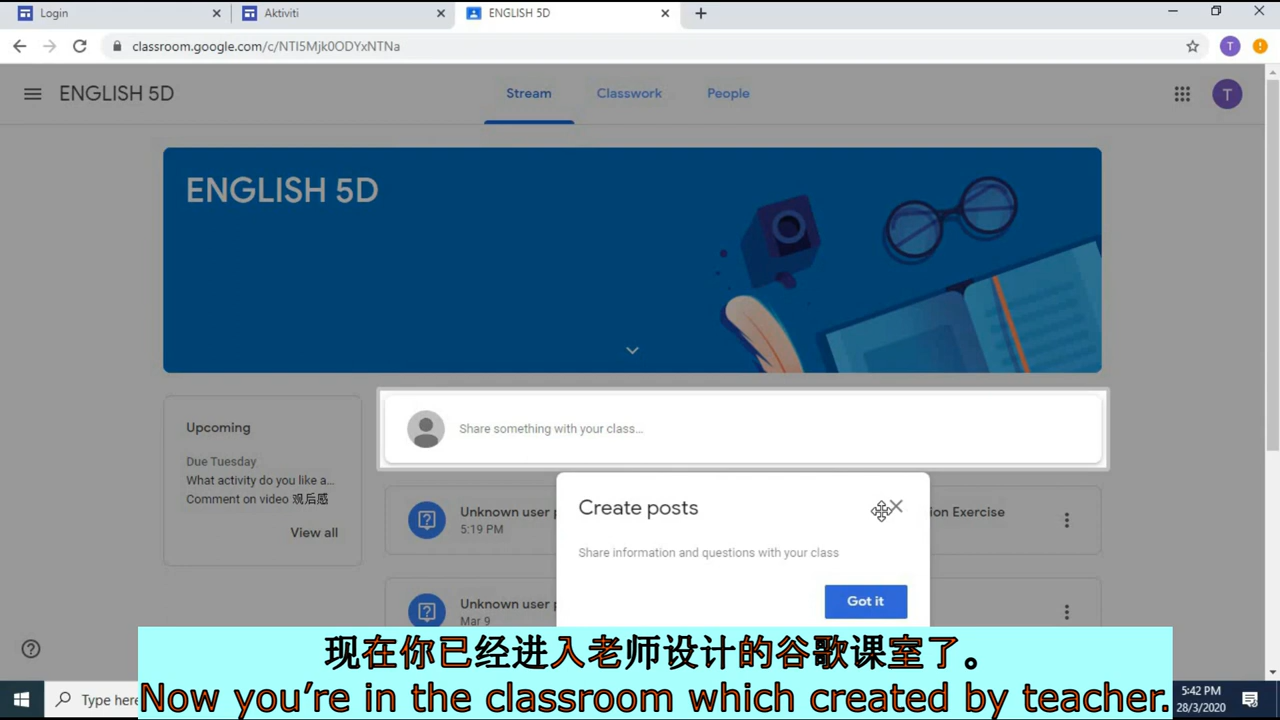 Login
Aktiviti
ENGLISH 5D
classroom.google.com/c/NTI5Mjk0ODYxNTNa
T
ENGLISH 5D
Stream
Classwork
People
T
ENGLISH 5D
Upcoming
Due Tuesday
What activity do you like a...
Comment on video 观后感
View all
Share something with your class...
Unknown user
5:19 PM
ion Exercise
Create posts
Share information and questions with your class
Got it
Unknown user
Mar 9
现在你已经进入老师设计的谷歌课室了。
Now you're in the classroom which created by teacher.
Type here
5:42 PM
28/3/2020